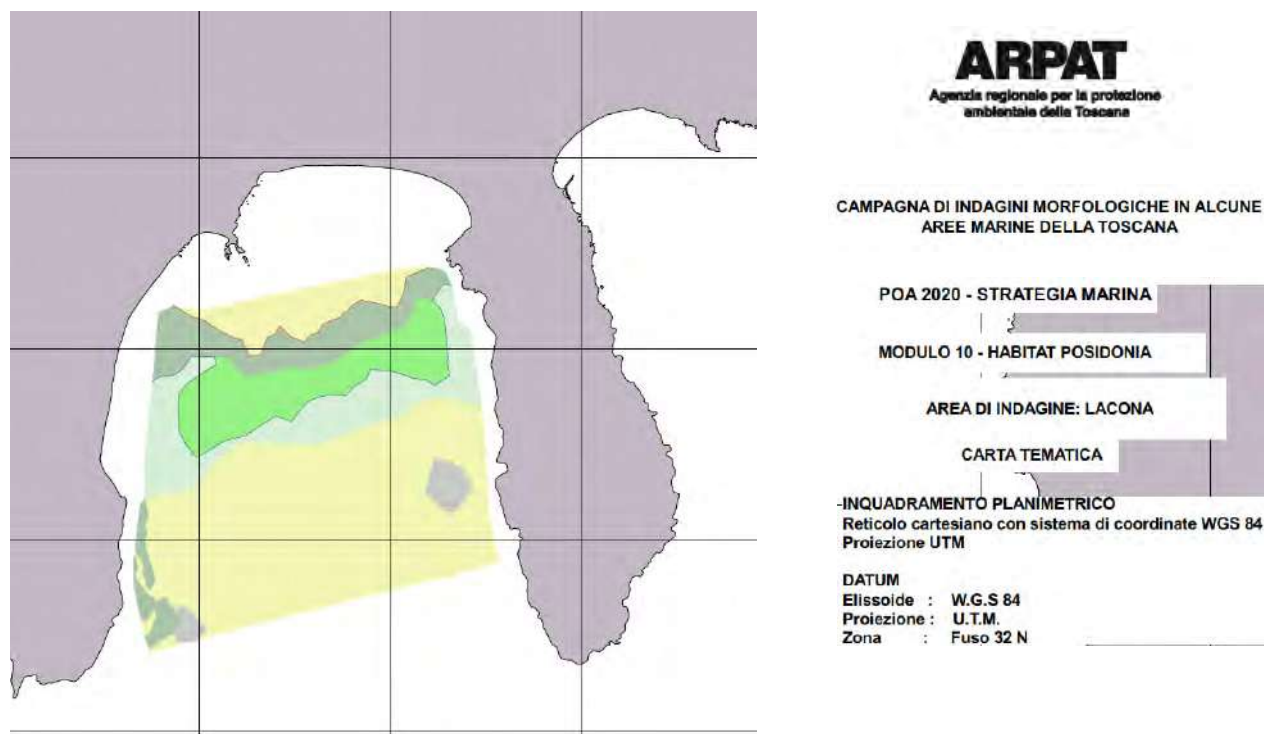 ARPAT
Agenzia regionale per la protezione
ambientale della Toscana
CAMPAGNA DI INDAGINI MORFOLOGICHE IN ALCUNE
AREE MARINE DELLA TOSCANA
POA 2020 - STRATEGIA MARINA
MODULO 10 - HABITAT POSIDONIA
AREA DI INDAGINE: LACONA
CARTA TEMATICA
-INQUADRAMENTO PLANIMETRICO
Reticolo cartesiano con sistema di coordinate WGS 84
Proiezione UTM
DATUM
Elissoide : W.G.S 84
Proiezione : U.T.M.
Zona : Fuso 32 N